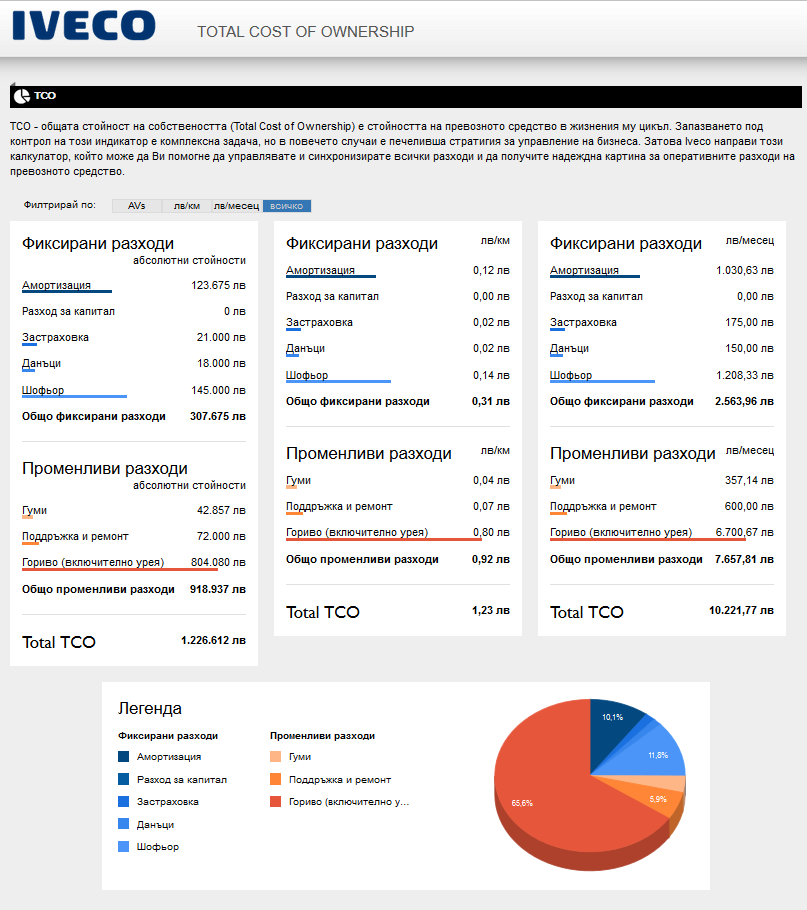 IVECO
TOTAL COST OF OWNERSHIP
TCO
TCO - общата стойност на собствеността (Total Cost of Ownership) е стойността на превозното средство в жизнения му цикъл. Запазването под
контрол на този индикатор е комплексна задача, но в повечето случаи е печеливша стратигия за управление на бизнеса. Затова Iveco направи този
калкулатор, който може да Ви помогне да управлявате и синхронизирате всички разходи и да получите надеждна картина за оперативните разходи на
превозното средство.
Филтрирай по: AVs лв/км лв/месец всичко
Фиксирани разходи
абсолютни стойности
Амортизация 123.675 лв
Разход за капитал 0 лв
Застраховка 21.000 лв
Данъци 18.000 лв
Шофьор 145.000 лв
Общо фиксирани разходи 307.675 лв
Променливи разходи
абсолютни стойности
Гуми 42.857 лв
Поддръжка и ремонт 72.000 лв
Гориво (включително урея) 804.080 лв
Общо променливи разходи 918.937 лв
Total TCO 1.226.612 лв
Фиксирани разходи лв/км
Амортизация 0,12 лв
Разход за капитал 0,00 лв
Застраховка 0,02 лв
Данъци 0,02 лв
Шофьор 0,14 лв
Общо фиксирани разходи 0,31 лв
Променливи разходи лв/км
Гуми 0,04 лв
Поддръжка и ремонт 0,07 лв
Гориво (включително урея) 0,80 лв
Общо променливи разходи 0,92 лв
Total TCO 1,23 лв
Фиксирани разходи лв/месец
Амортизация 1.030,63 лв
Разход за капитал 0,00 лв
Застраховка 175,00 лв
Данъци 150,00 лв
Шофьор 1.208,33 лв
Общо фиксирани разходи 2.563,96 лв
Променливи разходи лв/месец
Гуми 357,14 лв
Поддръжка и ремонт 600,00 лв
Гориво (включително урея) 6.700,67 лв
Общо променливи разходи 7.657,81 лв
Total TCO 10.221,77 лв
Легенда
Фиксирани разходи
Амортизация
Разход за капитал
Застраховка
Данъци
Шофьор
Променливи разходи
Гуми
Поддръжка и ремонт
Гориво (включително у...
10,1%
11,8%
5,9%
65,6%